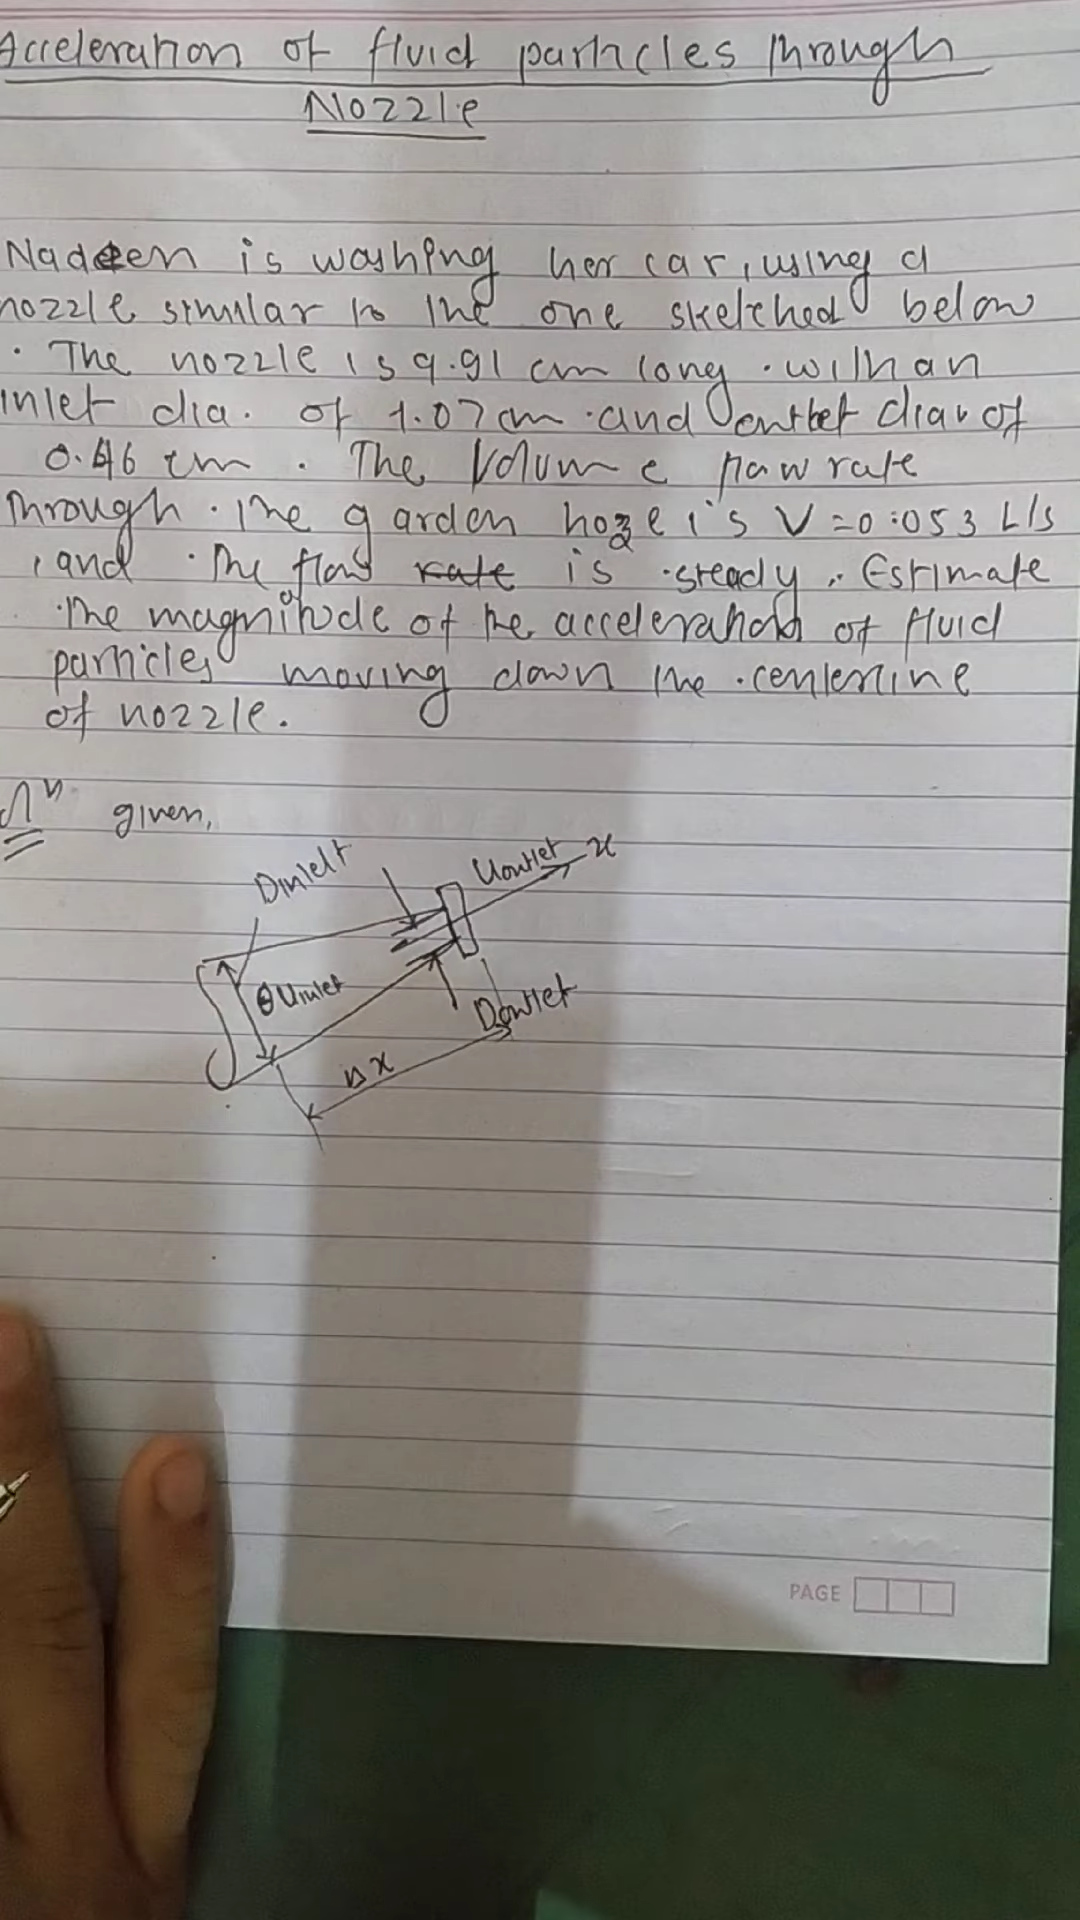 Acceleration of fluid particles through
Nozzle
Nadeen is washing her car, using a
nozzle similar to the one sketched below
. The nozzle is 9.91 cm long . with an
inlet dia. of 1.07 cm . and outlet dia. of
0.46 cm . The Volume flow rate
through . the garden hoze is V = 0.053 L/s
, and . The flow rate is steady . Estimate
the magnitude of the acceleration of fluid
particles moving down the centerline
of nozzle.
given,
Dinlet
Uoutlet x
Uinlet
Doutlet
Δx
PAGE